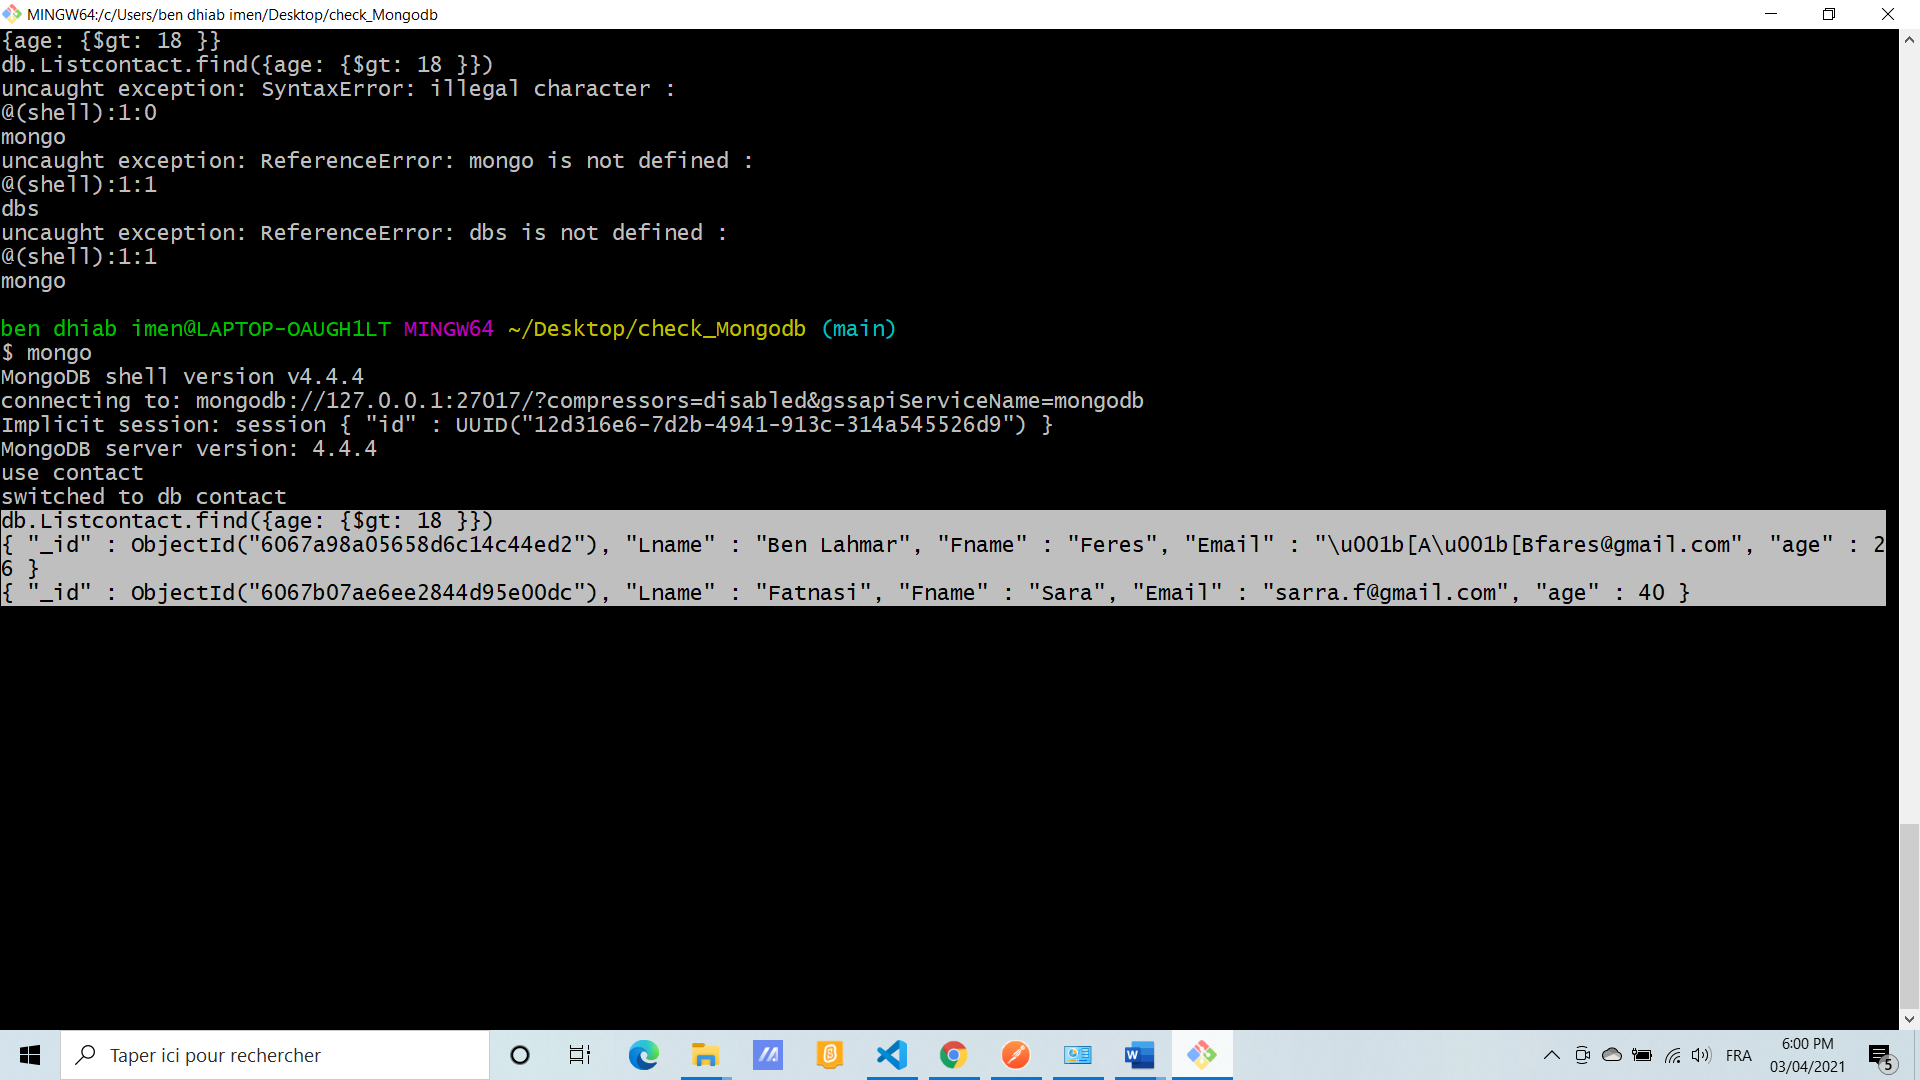 MINGW64:/c/Users/ben dhiab imen/Desktop/check_Mongodb
{age: {$gt: 18 }}
db.Listcontact.find({age: {$gt: 18 }})
uncaught exception: SyntaxError: illegal character :
@(shell):1:0
mongo
uncaught exception: ReferenceError: mongo is not defined :
@(shell):1:1
dbs
uncaught exception: ReferenceError: dbs is not defined :
@(shell):1:1
mongo
ben dhiab imen@LAPTOP-OAUGH1LT MINGW64 ~/Desktop/check_Mongodb (main)
$ mongo
MongoDB shell version v4.4.4
connecting to: mongodb://127.0.0.1:27017/?compressors=disabled&gssapiServiceName=mongodb
Implicit session: session { "id" : UUID("12d316e6-7d2b-4941-913c-314a545526d9") }
MongoDB server version: 4.4.4
use contact
switched to db contact
db.Listcontact.find({age: {$gt: 18 }})
{ "_id" : ObjectId("6067a98a05658d6c14c44ed2"), "Lname" : "Ben Lahmar", "Fname" : "Feres", "Email" : "\u001b[A\u001b[Bfares@gmail.com", "age" : 2
6 }
{ "_id" : ObjectId("6067b07ae6ee2844d95e00dc"), "Lname" : "Fatnasi", "Fname" : "Sara", "Email" : "sarra.f@gmail.com", "age" : 40 }
Taper ici pour rechercher
FRA
6:00 PM
03/04/2021
5